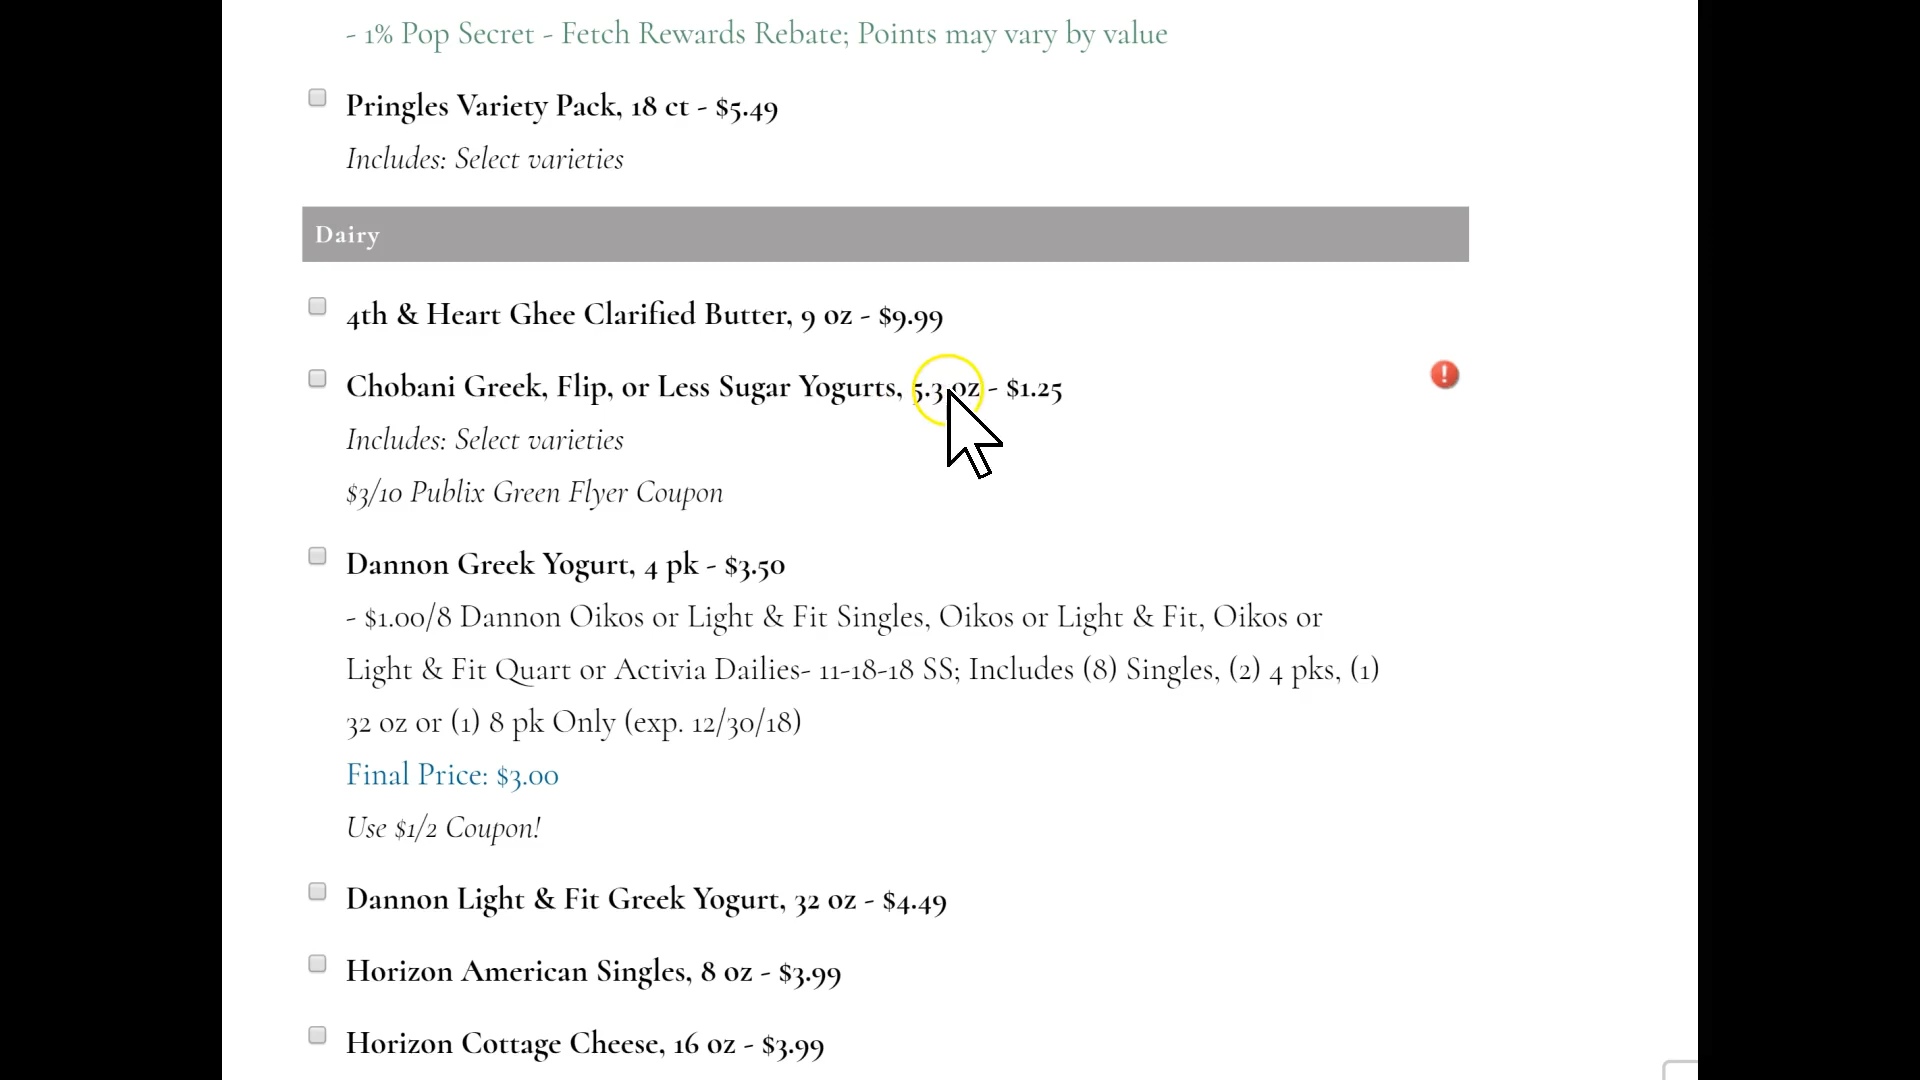 - 1% Pop Secret - Fetch Rewards Rebate; Points may vary by value
Pringles Variety Pack, 18 ct - $5.49
Includes: Select varieties
Dairy
4th & Heart Ghee Clarified Butter, 9 oz - $9.99
Chobani Greek, Flip, or Less Sugar Yogurts, 5.3 oz - $1.25
Includes: Select varieties
$3/10 Publix Green Flyer Coupon
Dannon Greek Yogurt, 4 pk - $3.50
- $1.00/8 Dannon Oikos or Light & Fit Singles, Oikos or Light & Fit, Oikos or
Light & Fit Quart or Activia Dailies- 11-18-18 SS; Includes (8) Singles, (2) 4 pks, (1)
32 oz or (1) 8 pk Only (exp. 12/30/18)
Final Price: $3.00
Use $1/2 Coupon!
Dannon Light & Fit Greek Yogurt, 32 oz - $4.49
Horizon American Singles, 8 oz - $3.99
Horizon Cottage Cheese, 16 oz - $3.99